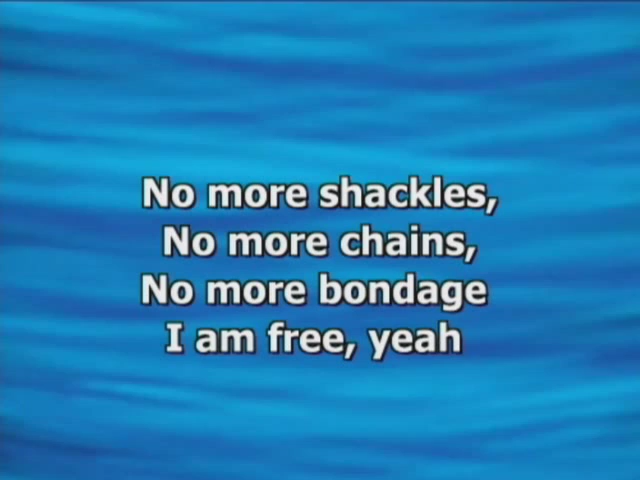 No more shackles,
No more chains,
No more bondage
I am free, yeah